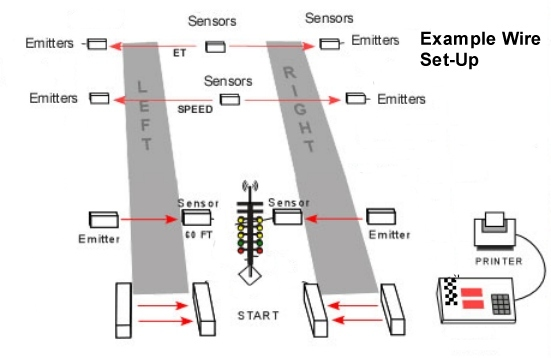 Sensors
Sensors
Emitters
Emitters
Example Wire
Set-Up
ET
Sensors
Emitters
Emitters
SPEED
LEFT
RIGHT
Sensor
Sensor
Emitter
60 FT
Emitter
PRINTER
START